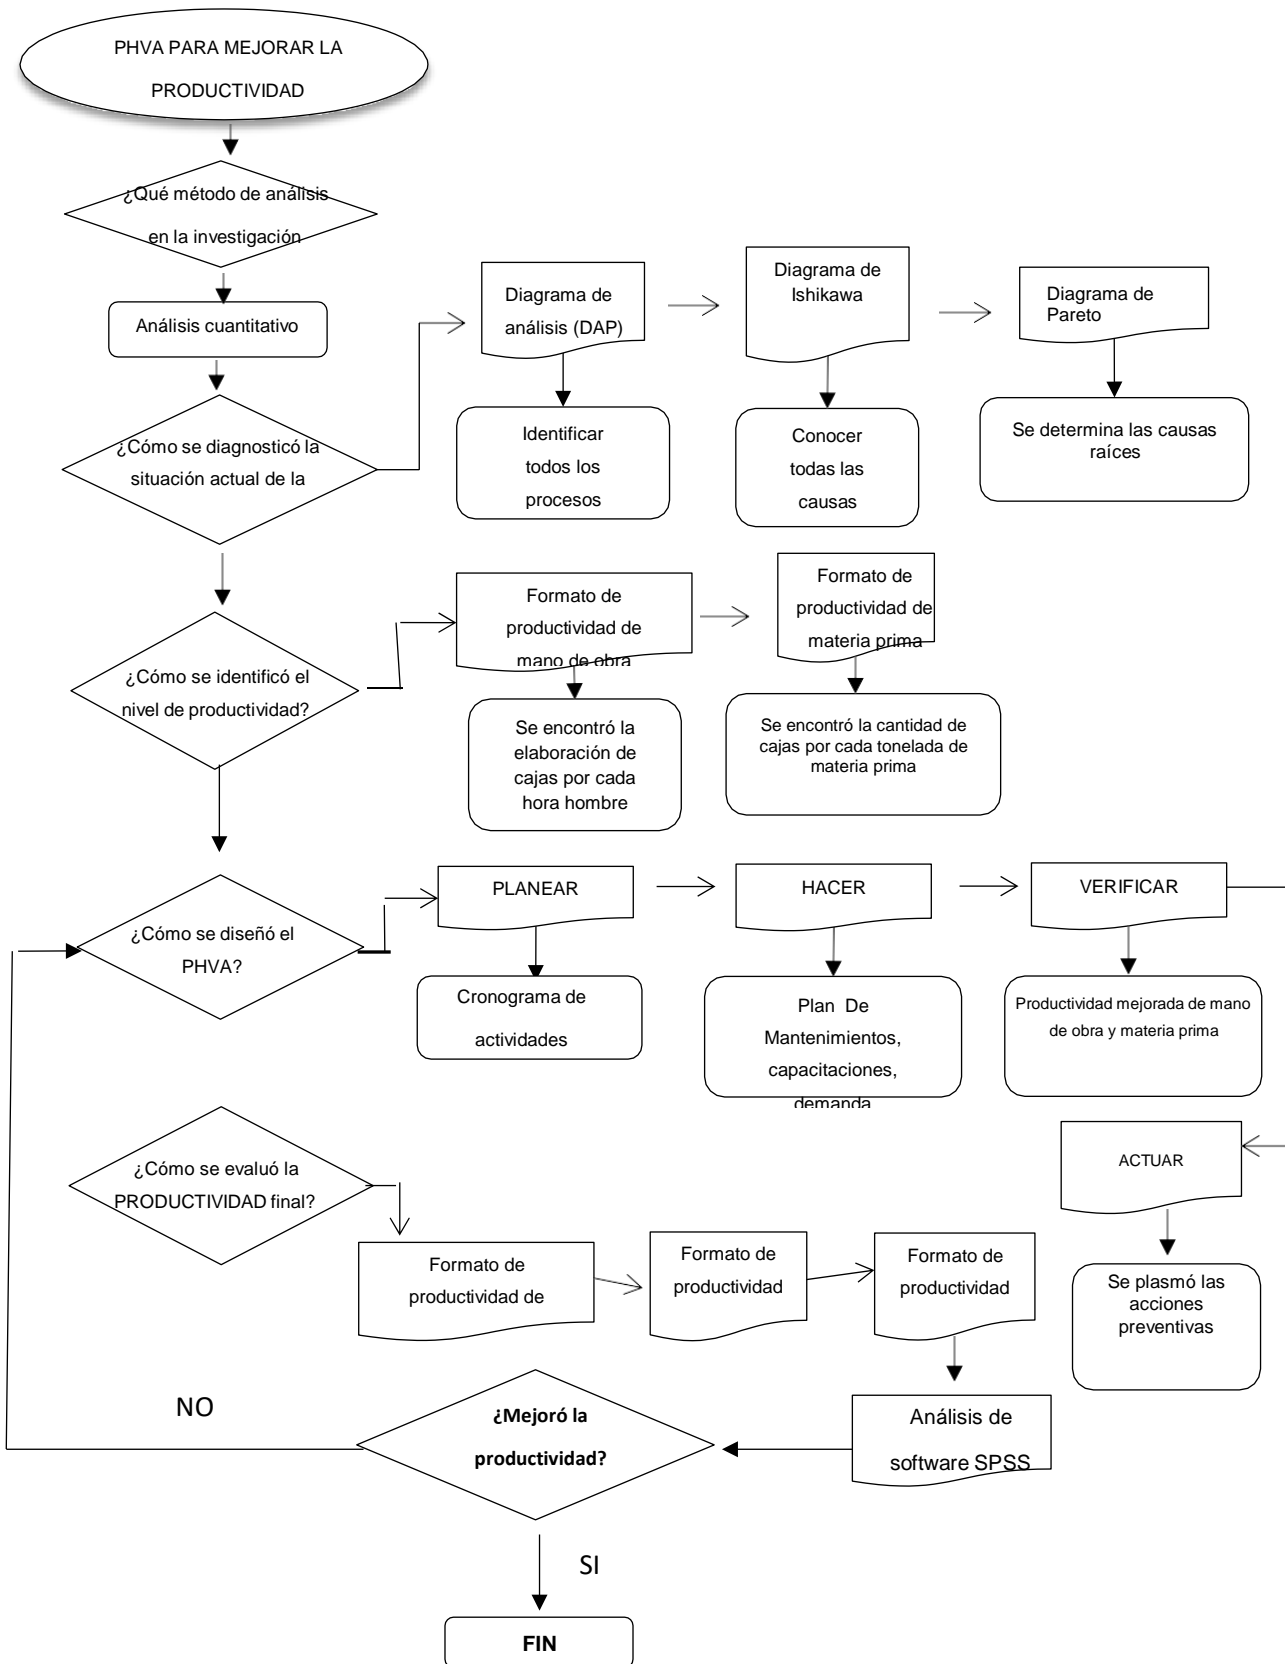 PHVA PARA MEJORAR LA
PRODUCTIVIDAD
¿Qué método de análisis
en la investigación
Análisis cuantitativo
¿Cómo se diagnosticó la
situación actual de la
Diagrama de
análisis (DAP)
Diagrama de
Ishikawa
Diagrama de
Pareto
Identificar
todos los
procesos
Conocer
todas las
causas
Se determina las causas
raíces
¿Cómo se identificó el
nivel de productividad?
Formato de
productividad de
mano de obra
Formato de
productividad de
materia prima
Se encontró la
elaboración de
cajas por cada
hora hombre
Se encontró la cantidad de
cajas por cada tonelada de
materia prima
¿Cómo se diseñó el
PHVA?
PLANEAR
HACER
VERIFICAR
Cronograma de
actividades
Plan De
Mantenimientos,
capacitaciones,
demanda
Productividad mejorada de mano
de obra y materia prima
ACTUAR
Se plasmó las
acciones
preventivas
¿Cómo se evaluó la
PRODUCTIVIDAD final?
Formato de
productividad de
Formato de
productividad
Formato de
productividad
Análisis de
software SPSS
¿Mejoró la
productividad?
NO
SI
FIN